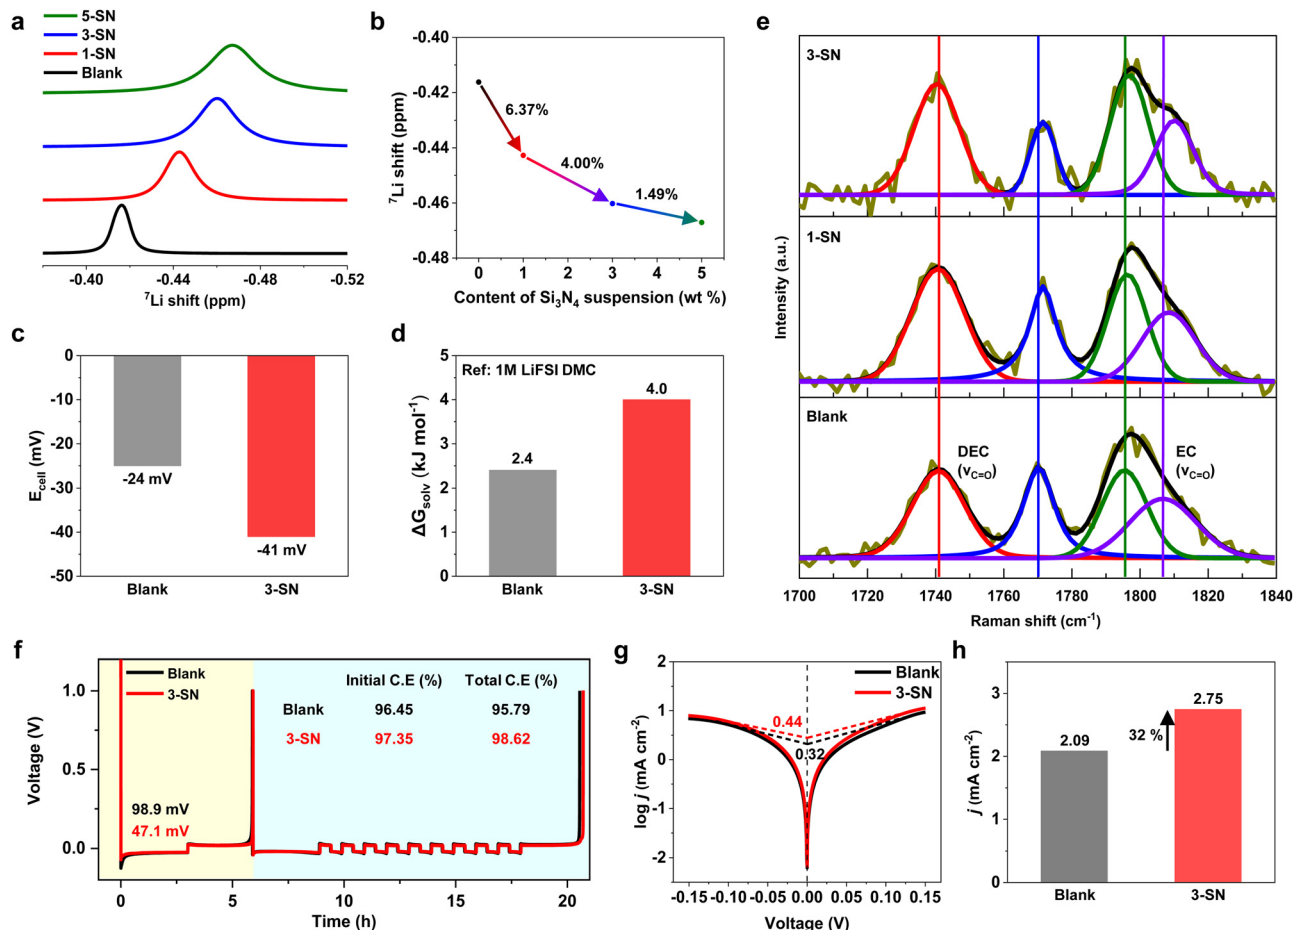 a
5-SN
3-SN
1-SN
Blank
-0.40
-0.44
-0.48
-0.52
⁷Li shift (ppm)
b
-0.40
-0.42
-0.44
-0.46
-0.48
⁷Li shift (ppm)
6.37%
4.00%
1.49%
0
1
2
3
4
5
Content of Si₃N₄ suspension (wt %)
c
0
-10
-20
-30
-40
-50
E_cell (mV)
-24 mV
-41 mV
Blank
3-SN
d
5
4
3
2
1
0
ΔG_solv (kJ mol⁻¹)
Ref: 1M LiFSI DMC
2.4
4.0
Blank
3-SN
e
3-SN
1-SN
Blank
DEC
(ν_C=O)
EC
(ν_C=O)
Intensity (a.u.)
1700
1720
1740
1760
1780
1800
1820
1840
Raman shift (cm⁻¹)
f
Blank
3-SN
Initial C.E (%)
Total C.E (%)
Blank
96.45
95.79
3-SN
97.35
98.62
98.9 mV
47.1 mV
1.0
0.5
0.0
Voltage (V)
0
5
10
15
20
Time (h)
g
Blank
3-SN
0.44
0.32
2
1
0
-1
-2
log j (mA cm⁻²)
-0.15
-0.10
-0.05
0.00
0.05
0.10
0.15
Voltage (V)
h
3
2
1
0
j (mA cm⁻²)
2.09
32 %
2.75
Blank
3-SN